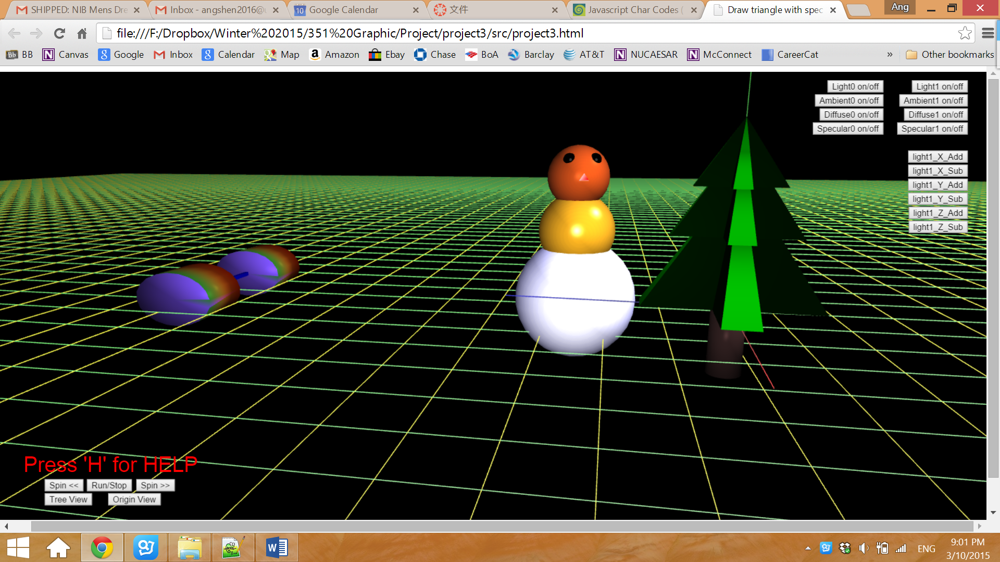 SHIPPED: NIB Mens Dre
Inbox - angshen2016@u
Google Calendar
文件
Javascript Char Codes (
Draw triangle with spec
Ang
file:///F:/Dropbox/Winter%202015/351%20Graphic/Project/project3/src/project3.html
BB Canvas Google Inbox Calendar Map Amazon Ebay Chase BoA Barclay AT&T NUCAESAR McConnect CareerCat » Other bookmarks
Light0 on/off Light1 on/off
Ambient0 on/off Ambient1 on/off
Diffuse0 on/off Diffuse1 on/off
Specular0 on/off Specular1 on/off
light1_X_Add
light1_X_Sub
light1_Y_Add
light1_Y_Sub
light1_Z_Add
light1_Z_Sub
Press 'H' for HELP
Spin << Run/Stop Spin >>
Tree View Origin View
ENG
9:01 PM
3/10/2015